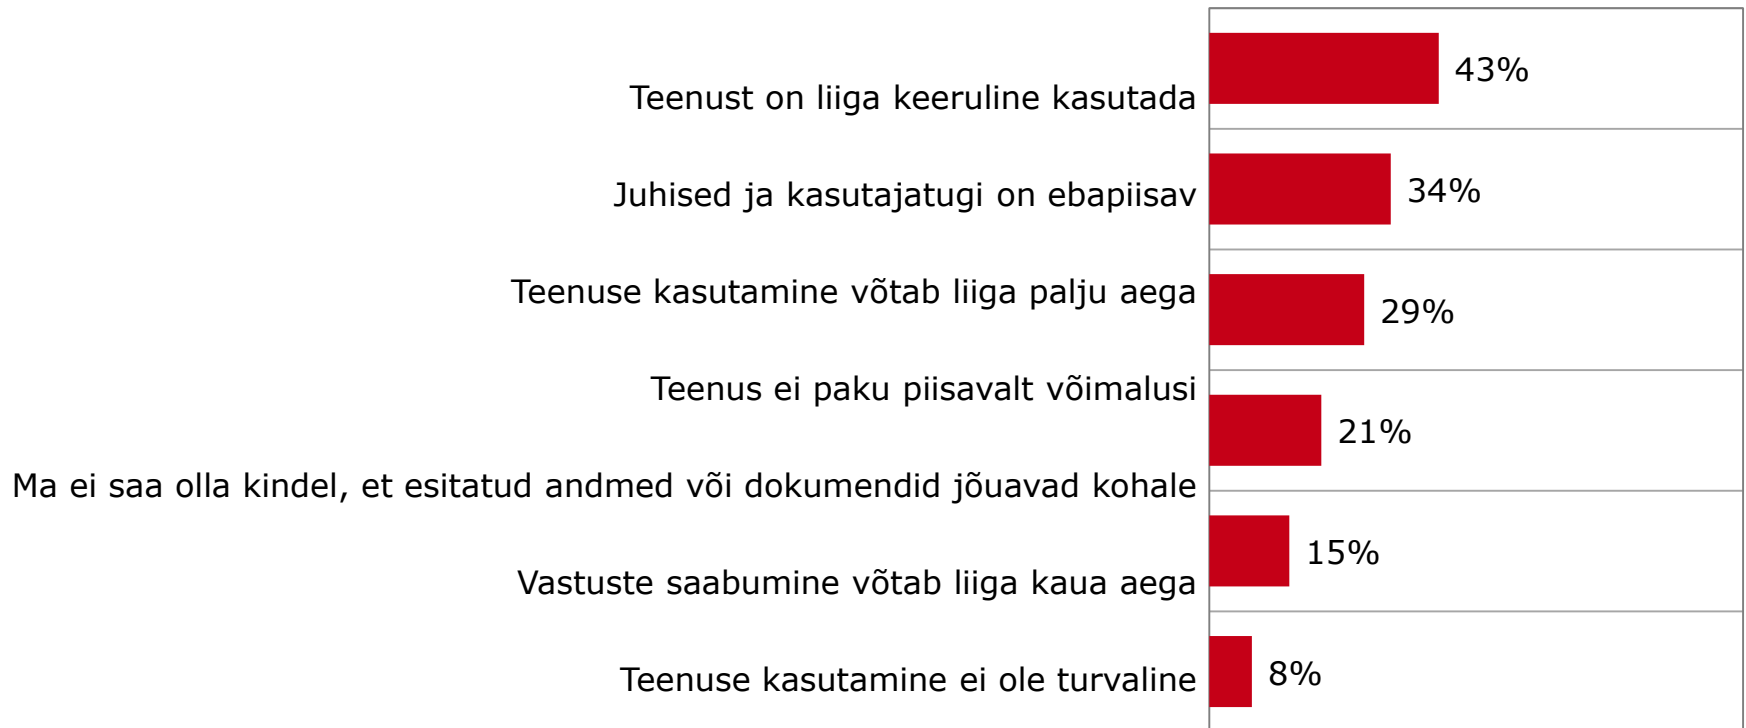 Teenust on liiga keeruline kasutada
43%
Juhised ja kasutajatugi on ebapiisav
34%
Teenuse kasutamine võtab liiga palju aega
29%
Teenus ei paku piisavalt võimalusi
21%
Ma ei saa olla kindel, et esitatud andmed või dokumendid jõuavad kohale
15%
Vastuste saabumine võtab liiga kaua aega
8%
Teenuse kasutamine ei ole turvaline